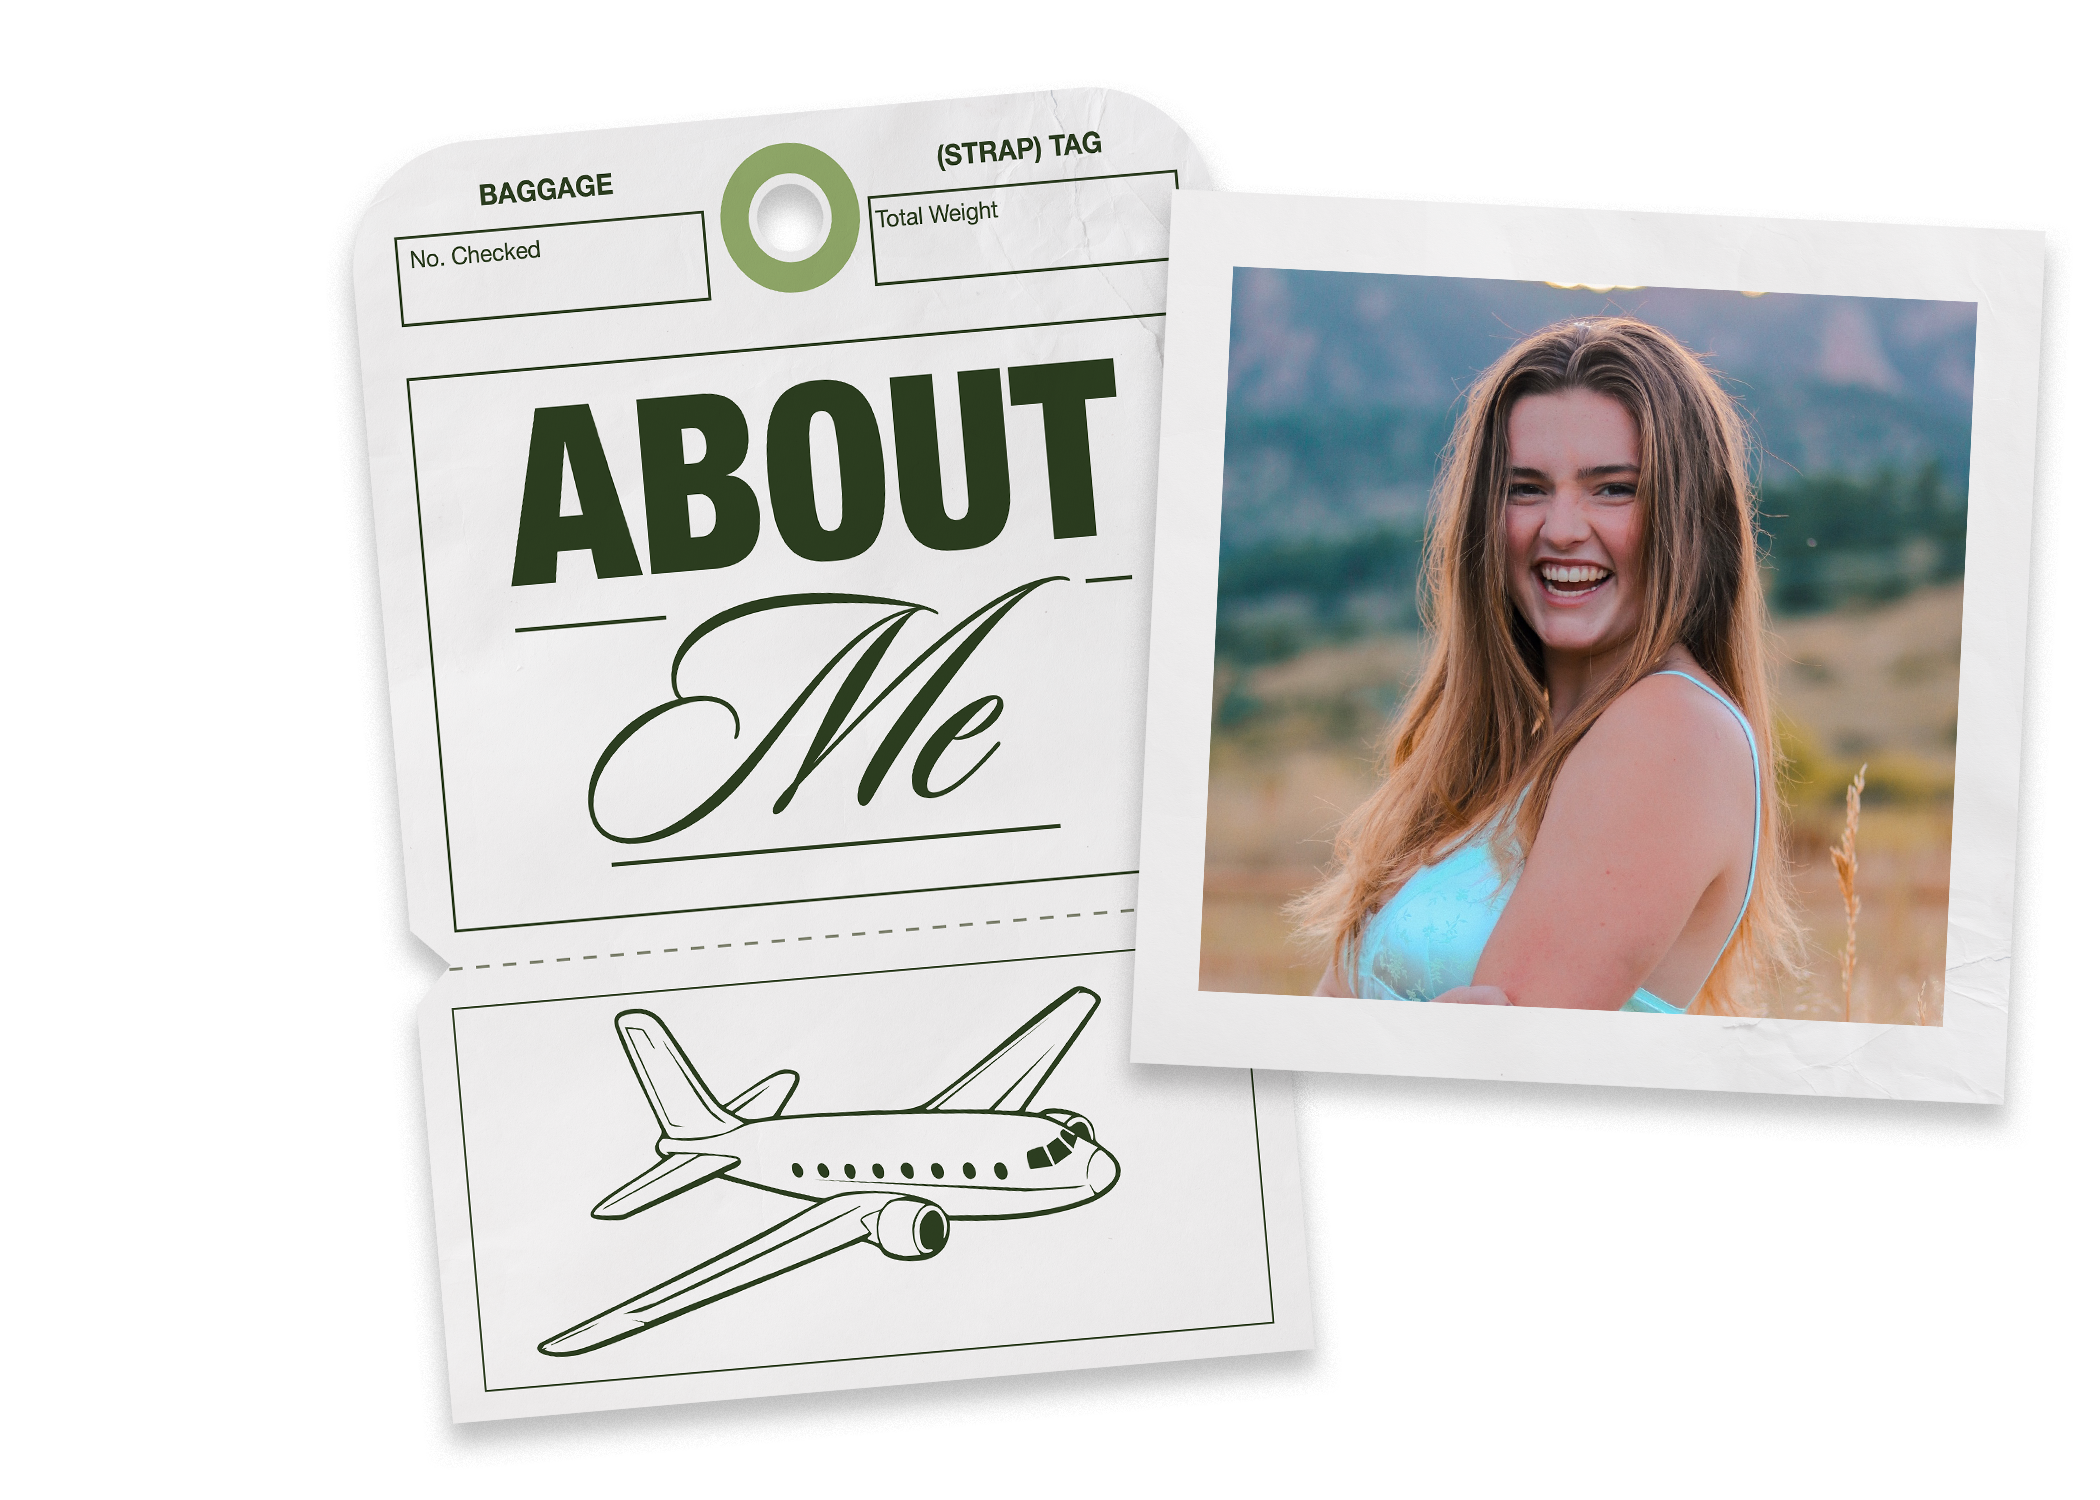 BAGGAGE
(STRAP) TAG
No. Checked
Total Weight
ABOUT
Me